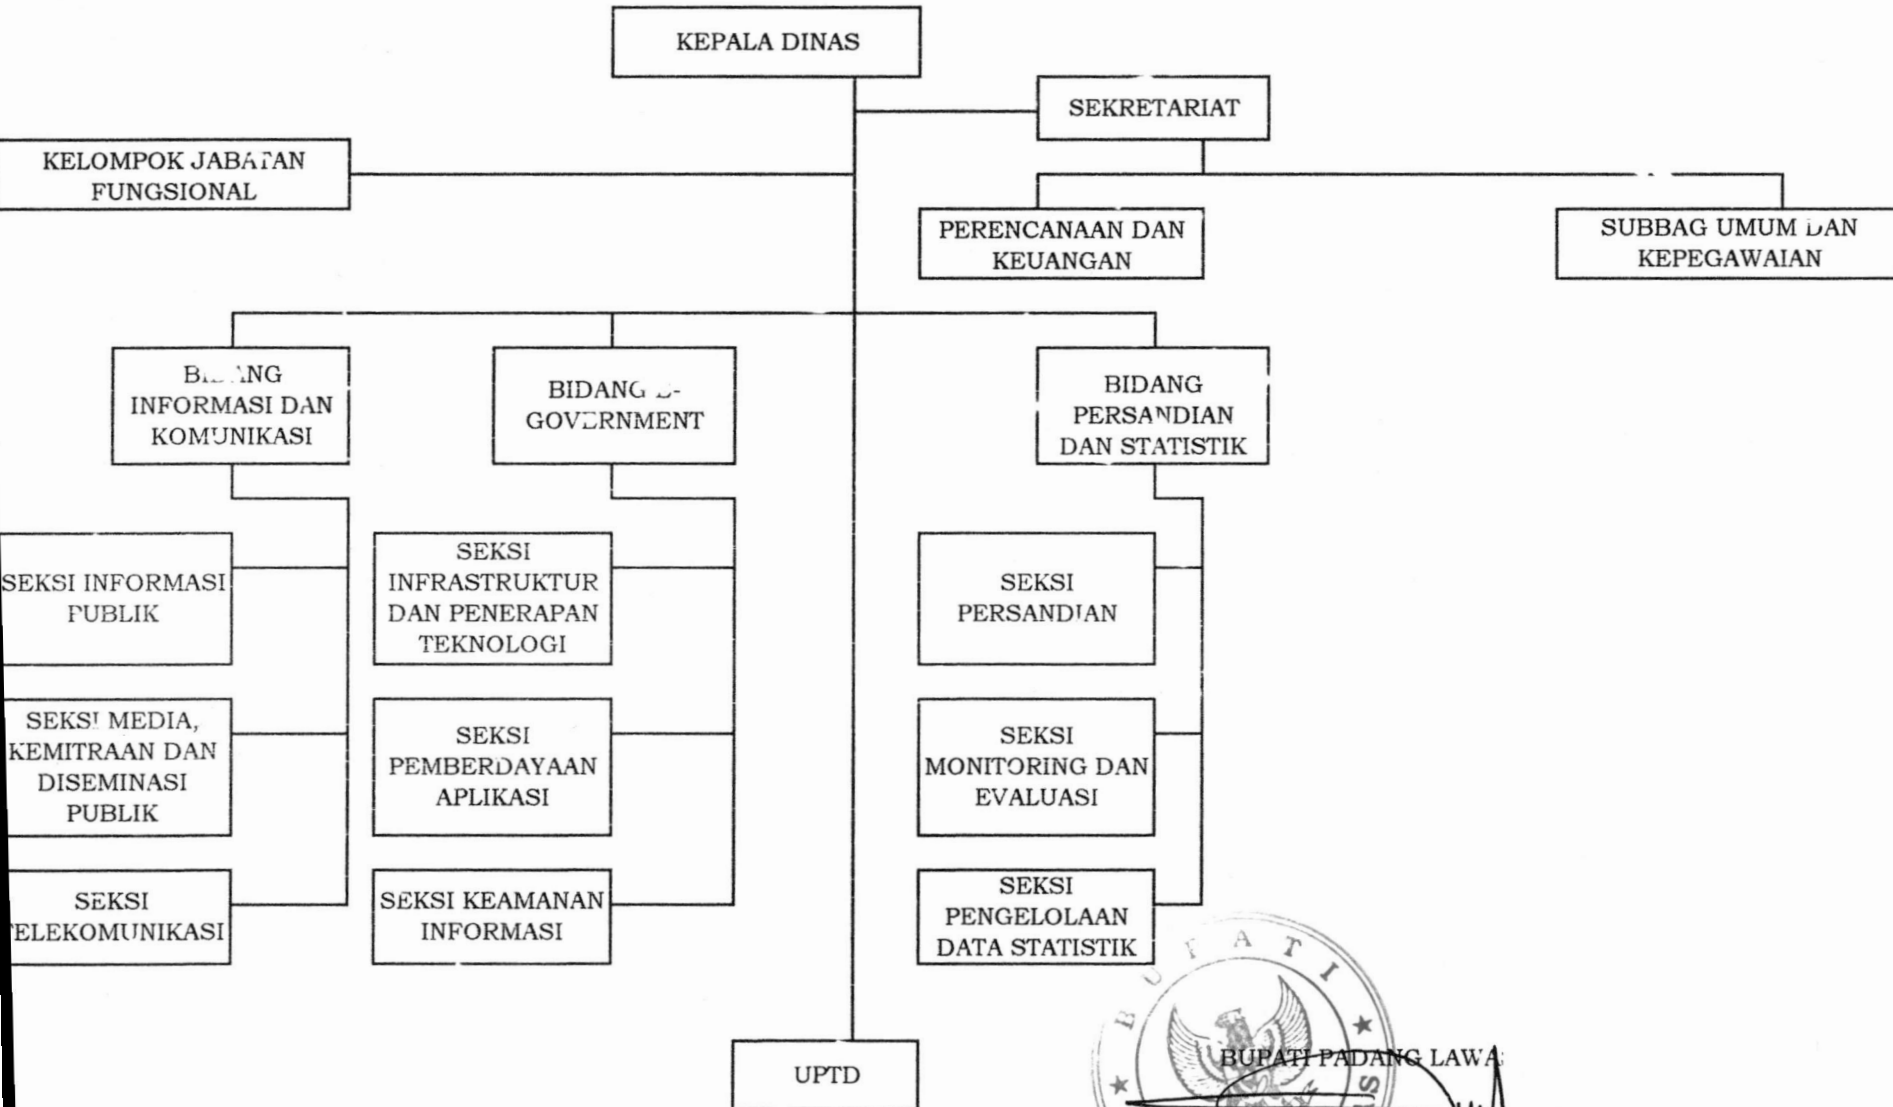 KEPALA DINAS
SEKRETARIAT
KELOMPOK JABATAN
FUNGSIONAL
PERENCANAAN DAN
KEUANGAN
SUBBAG UMUM DAN
KEPEGAWAIAN
BIDANG
INFORMASI DAN
KOMUNIKASI
BIDANG E-
GOVERNMENT
BIDANG
PERSANDIAN
DAN STATISTIK
SEKSI INFORMASI
PUBLIK
SEKSI
INFRASTRUKTUR
DAN PENERAPAN
TEKNOLOGI
SEKSI
PERSANDIAN
SEKSI MEDIA,
KEMITRAAN DAN
DISEMINASI
PUBLIK
SEKSI
PEMBERDAYAAN
APLIKASI
SEKSI
MONITORING DAN
EVALUASI
SEKSI
TELEKOMUNIKASI
SEKSI KEAMANAN
INFORMASI
SEKSI
PENGELOLAAN
DATA STATISTIK
UPTD
BUPATI
BUPATI PADANG LAWA